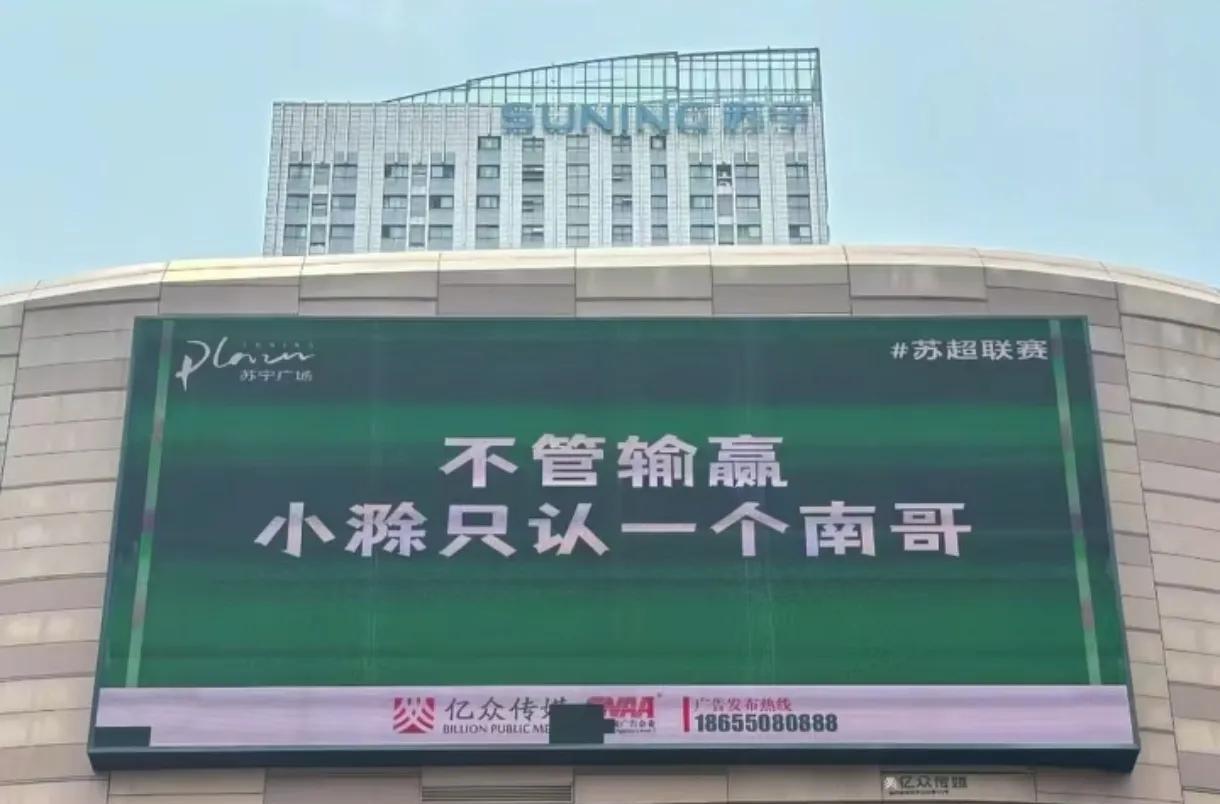 SUNING 苏宁
SUNING
Plaza
苏宁广场
#苏超联赛
不管输赢
小滁只认一个南哥
亿众传媒
BILLION PUBLIC ME
CNAA
广告发布热线
18655080888
亿众传媒